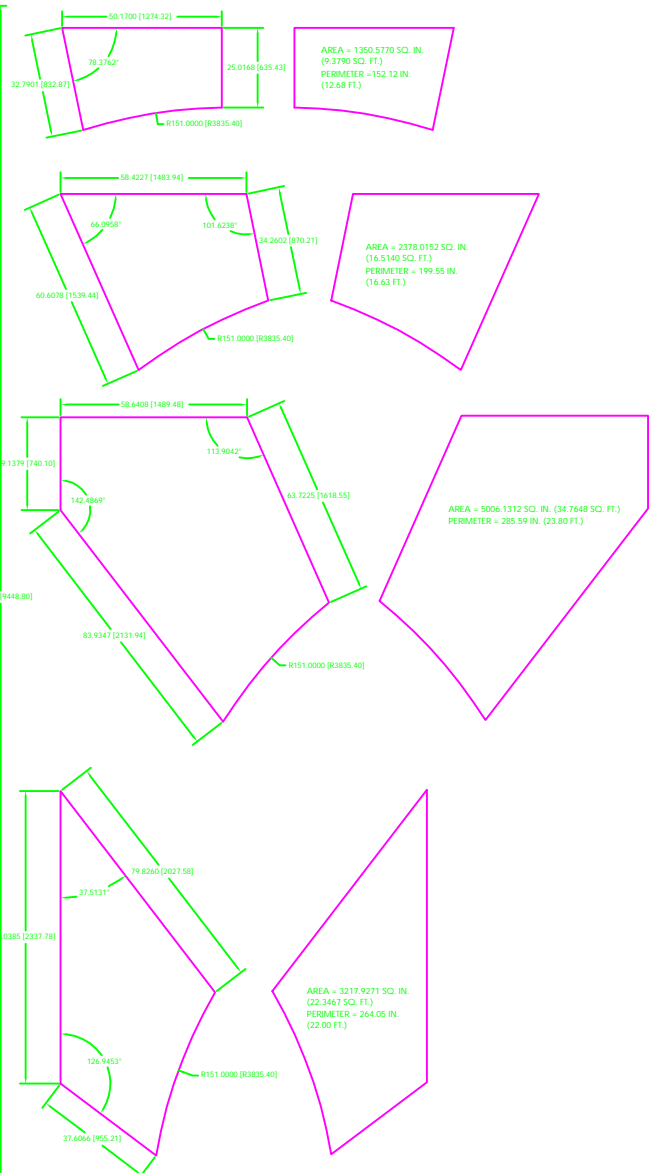 50.1700 [1274.32]
78.3762°
32.7901 [832.87]
25.0168 [635.43]
R151.0000 [R3835.40]
AREA = 1350.5770 SQ. IN.
(9.3790 SQ. FT.)
PERIMETER =152.12 IN.
(12.68 FT.)
58.4227 [1483.94]
66.0958°
101.6238°
34.2602 [870.21]
60.6078 [1539.44]
R151.0000 [R3835.40]
AREA = 2378.0152 SQ. IN.
(16.5140 SQ. FT.)
PERIMETER = 199.55 IN.
(16.63 FT.)
58.6408 [1489.48]
113.9042°
9.1379 [740.10]
142.4869°
63.7225 [1618.55]
83.9347 [2131.94]
R151.0000 [R3835.40]
AREA = 5006.1312 SQ. IN. (34.7648 SQ. FT.)
PERIMETER = 285.59 IN. (23.80 FT.)
[9448.80]
79.8260 [2027.58]
37.5131°
.0385 [2337.78]
126.9453°
R151.0000 [R3835.40]
37.6066 [955.21]
AREA = 3217.9271 SQ. IN.
(22.3467 SQ. FT.)
PERIMETER = 264.05 IN.
(22.00 FT.)